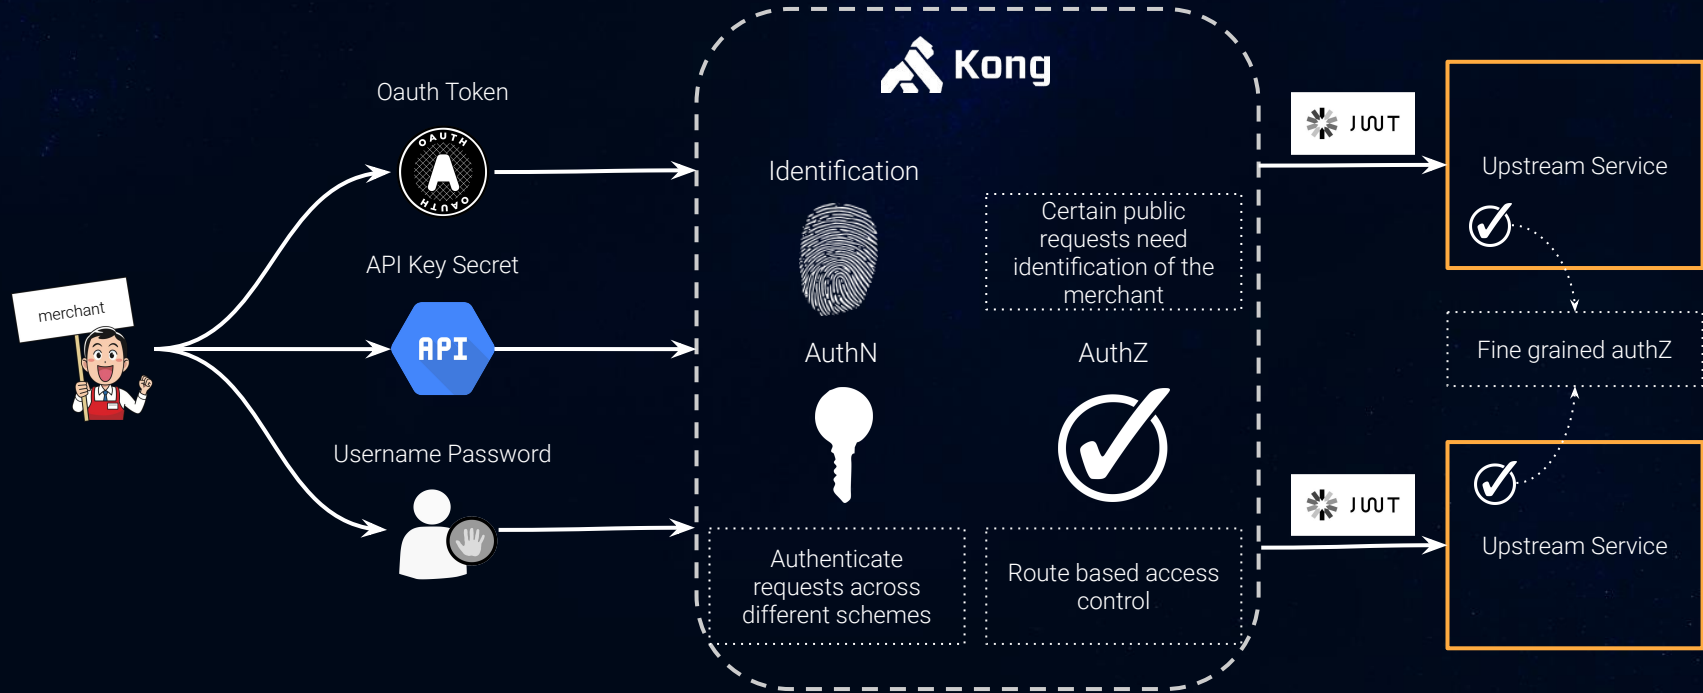 Kong
Oauth Token
OAUTH
OAUTH
API Key Secret
API
merchant
Username Password
Identification
Certain public
requests need
identification of the
merchant
AuthN
AuthZ
Authenticate
requests across
different schemes
Route based access
control
JWT
Upstream Service
Fine grained authZ
JWT
Upstream Service